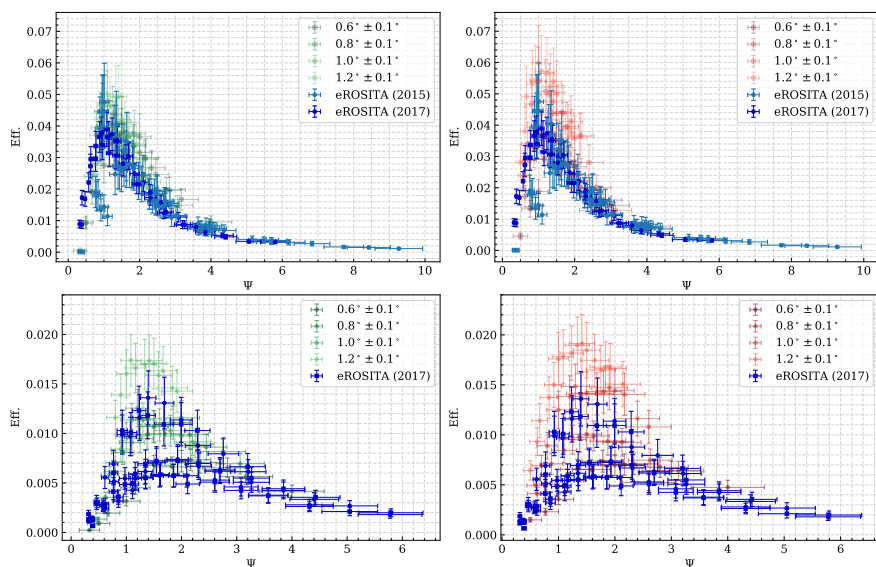 0.07
0.06
0.05
0.04
0.03
0.02
0.01
0.00
Eff.
0 2 4 6 8 10
Ψ
0.6° ± 0.1°
0.8° ± 0.1°
1.0° ± 0.1°
1.2° ± 0.1°
eROSITA (2015)
eROSITA (2017)
0.07
0.06
0.05
0.04
0.03
0.02
0.01
0.00
Eff.
0 2 4 6 8 10
Ψ
0.6° ± 0.1°
0.8° ± 0.1°
1.0° ± 0.1°
1.2° ± 0.1°
eROSITA (2015)
eROSITA (2017)
0.020
0.015
0.010
0.005
0.000
Eff.
0 1 2 3 4 5 6
Ψ
0.6° ± 0.1°
0.8° ± 0.1°
1.0° ± 0.1°
1.2° ± 0.1°
eROSITA (2017)
0.020
0.015
0.010
0.005
0.000
Eff.
0 1 2 3 4 5 6
Ψ
0.6° ± 0.1°
0.8° ± 0.1°
1.0° ± 0.1°
1.2° ± 0.1°
eROSITA (2017)